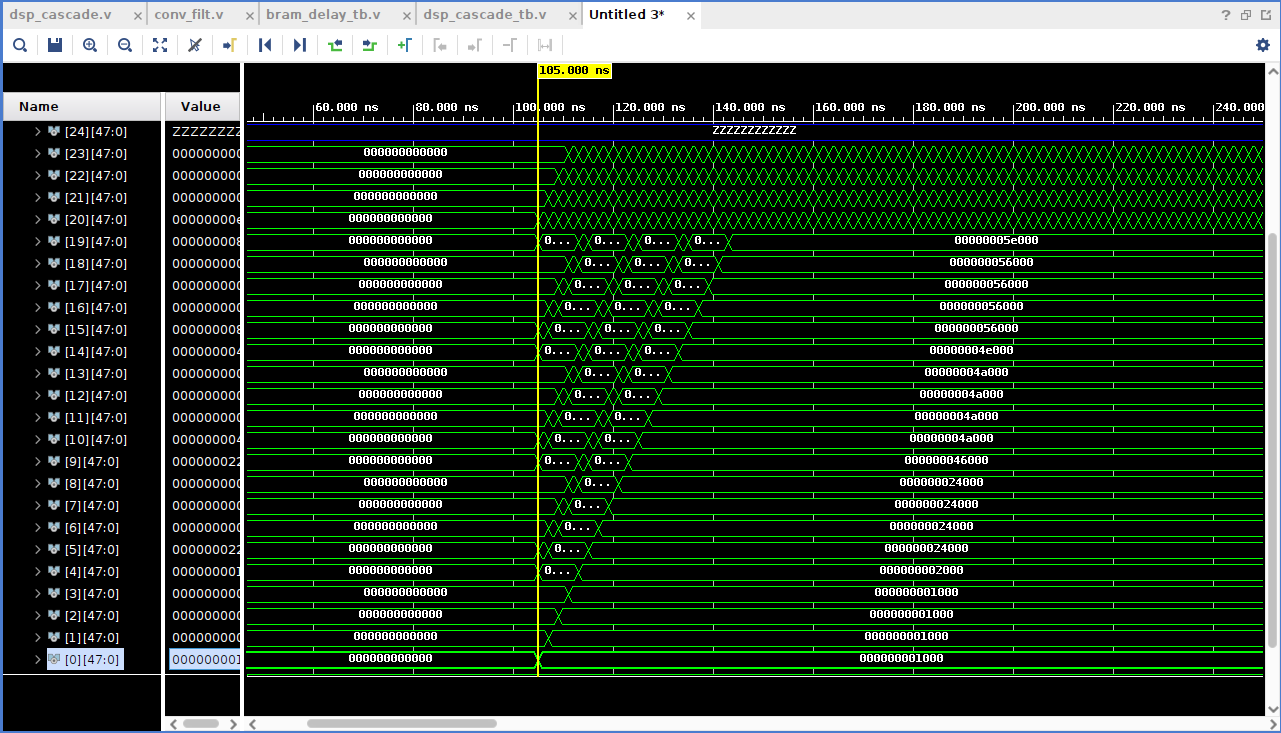 dsp_cascade.v × conv_filt.v × bram_delay_tb.v × dsp_cascade_tb.v × Untitled 3* ×
105.000 ns
Name Value 60.000 ns 80.000 ns 100.000 ns 120.000 ns 140.000 ns 160.000 ns 180.000 ns 200.000 ns 220.000 ns 240.000
[24][47:0] ZZZZZZZZ ZZZZZZZZZZZZ
[23][47:0] 000000000 000000000000
[22][47:0] 000000000 000000000000
[21][47:0] 000000000 000000000000
[20][47:0] 00000000e 000000000000
[19][47:0] 000000008 000000000000 0... 0... 0... 0... 00000005e000
[18][47:0] 000000000 000000000000 0... 0... 0... 000000056000
[17][47:0] 000000000 000000000000 0... 0... 0... 000000056000
[16][47:0] 000000000 000000000000 0... 0... 0... 000000056000
[15][47:0] 000000008 000000000000 0... 0... 0... 000000056000
[14][47:0] 000000004 000000000000 0... 0... 0... 00000004e000
[13][47:0] 000000000 000000000000 0... 0... 00000004a000
[12][47:0] 000000000 000000000000 0... 0... 00000004a000
[11][47:0] 000000000 000000000000 0... 0... 00000004a000
[10][47:0] 000000004 000000000000 0... 0... 00000004a000
[9][47:0] 000000022 000000000000 0... 0... 000000046000
[8][47:0] 000000000 000000000000 0... 000000024000
[7][47:0] 000000000 000000000000 0... 000000024000
[6][47:0] 000000000 000000000000 0... 000000024000
[5][47:0] 000000022 000000000000 0... 000000024000
[4][47:0] 000000001 000000000000 0... 000000002000
[3][47:0] 000000000 000000000000 000000001000
[2][47:0] 000000000 000000000000 000000001000
[1][47:0] 000000000 000000000000 000000001000
[0][47:0] 000000001 000000000000 000000001000